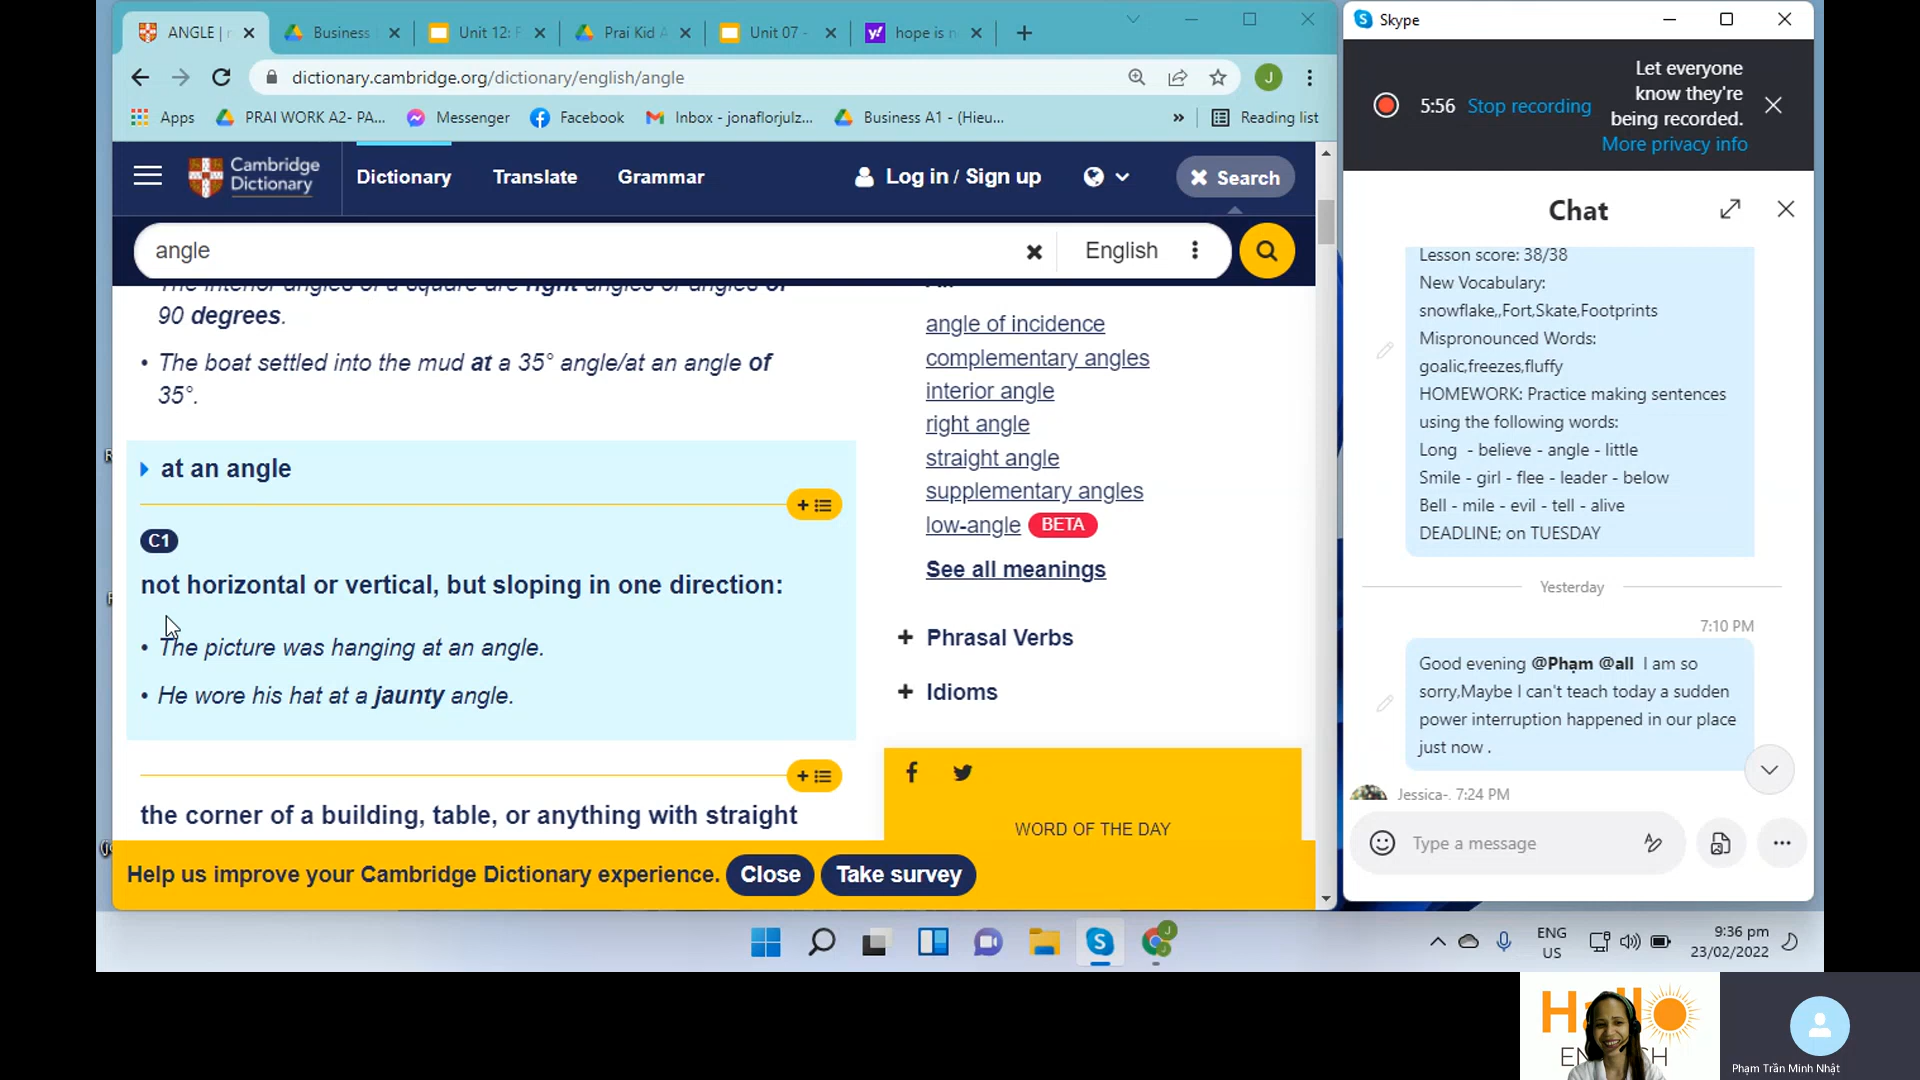 ANGLE |
Business
Unit 12:
Prai Kid A
Unit 07 -
hope is n
dictionary.cambridge.org/dictionary/english/angle
J
Apps
PRAI WORK A2- PA...
Messenger
Facebook
Inbox - jonaflorjulz...
Business A1 - (Hieu...
»
Reading list
Cambridge
Dictionary
Dictionary
Translate
Grammar
Log in / Sign up
Search
angle
English
The interior angles of a square are right angles or angles of
90 degrees.
• The boat settled into the mud at a 35° angle/at an angle of
35°.
at an angle
C1
not horizontal or vertical, but sloping in one direction:
• The picture was hanging at an angle.
• He wore his hat at a jaunty angle.
the corner of a building, table, or anything with straight
angle of incidence
complementary angles
interior angle
right angle
straight angle
supplementary angles
low-angle BETA
See all meanings
+ Phrasal Verbs
+ Idioms
WORD OF THE DAY
Help us improve your Cambridge Dictionary experience.
Close
Take survey
Skype
5:56
Stop recording
Let everyone
know they're
being recorded.
More privacy info
Chat
Lesson score: 38/38
New Vocabulary:
snowflake,,Fort,Skate,Footprints
Mispronounced Words:
goalic,freezes,fluffy
HOMEWORK: Practice making sentences
using the following words:
Long - believe - angle - little
Smile - girl - flee - leader - below
Bell - mile - evil - tell - alive
DEADLINE; on TUESDAY
Yesterday
7:10 PM
Good evening @Phạm @all I am so
sorry,Maybe I can't teach today a sudden
power interruption happened in our place
just now .
Jessica-, 7:24 PM
Type a message
ENG
US
9:36 pm
23/02/2022
Phạm Trần Minh Nhật